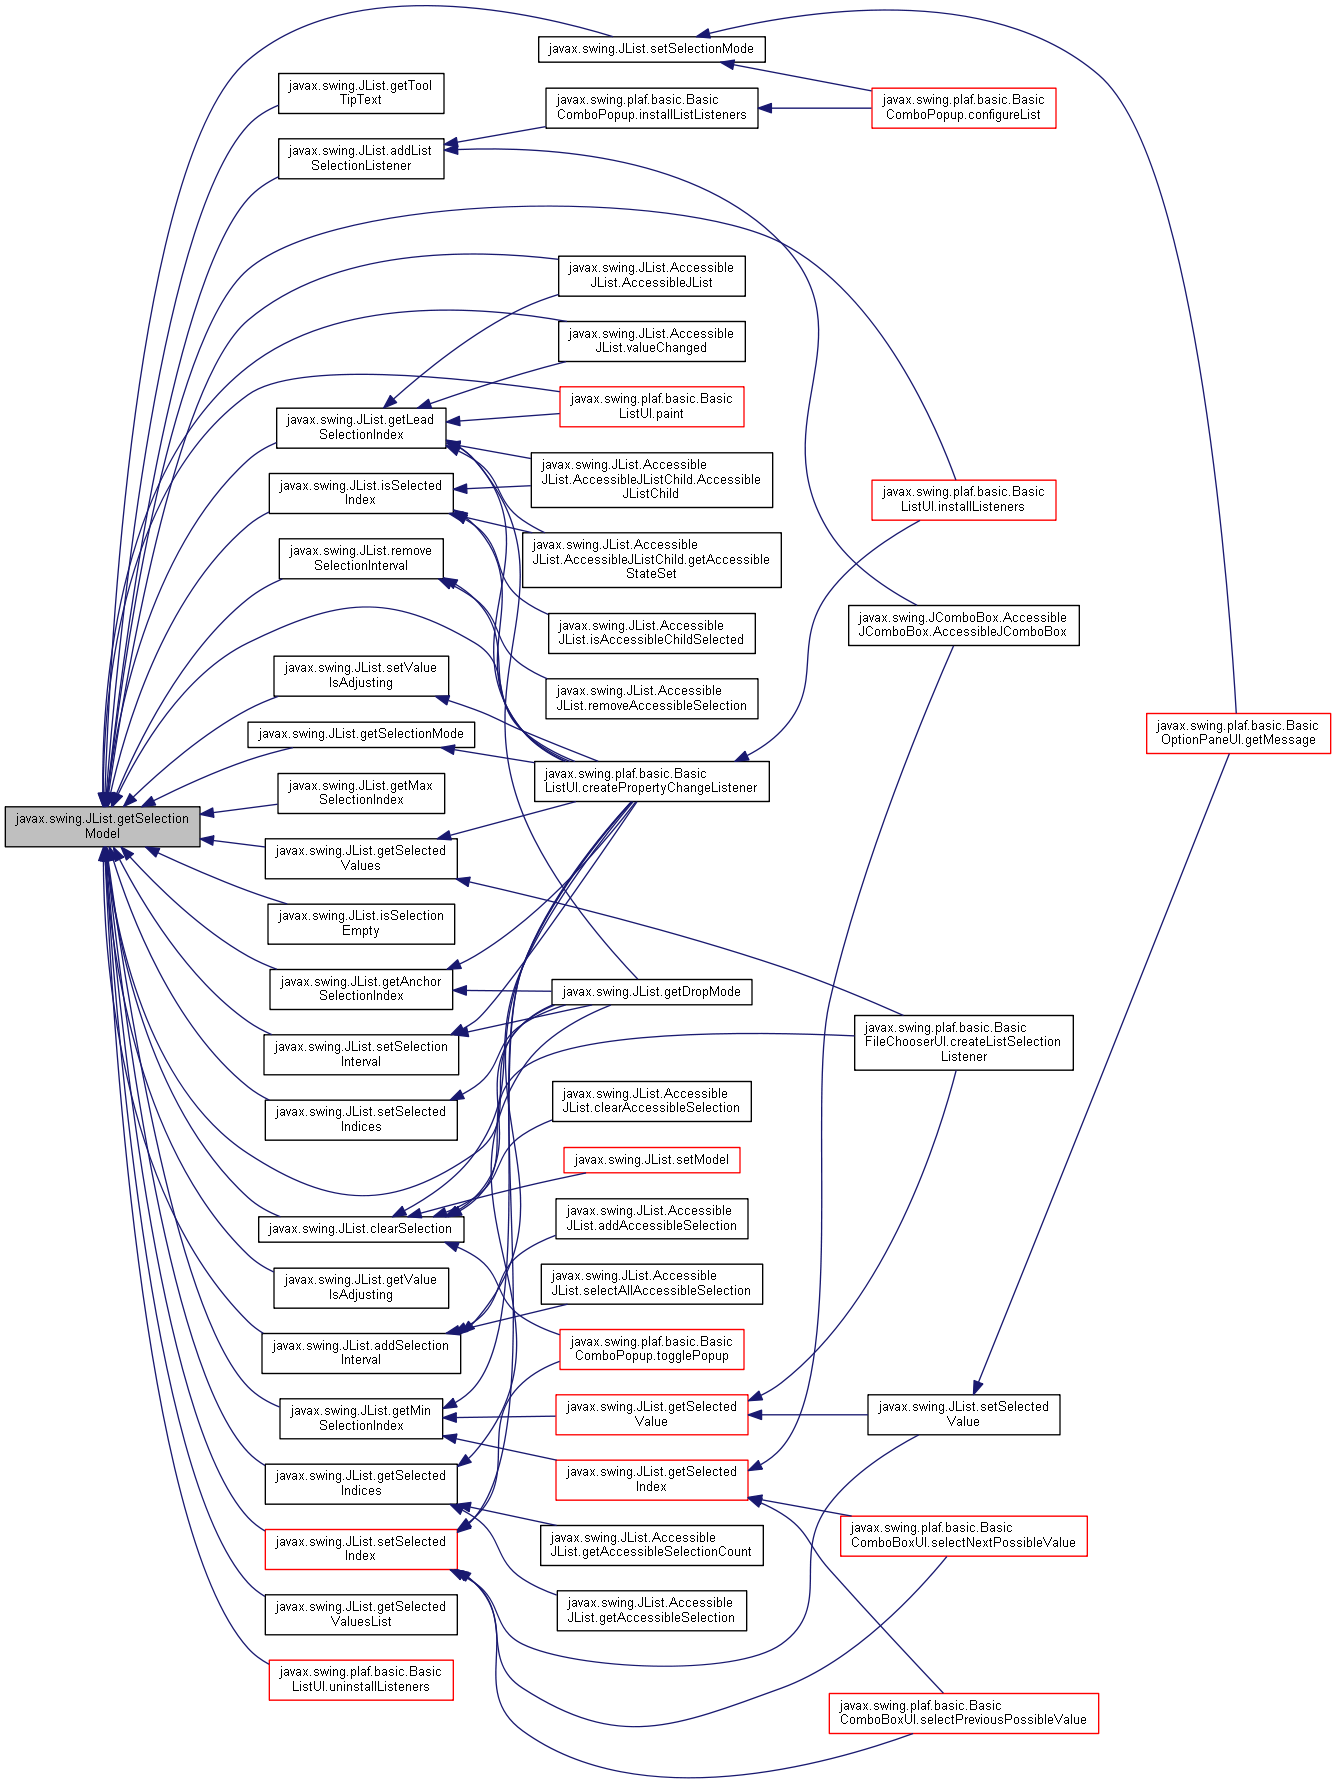 javax.swing.JList.getSelection
Model
javax.swing.JList.getTool
TipText
javax.swing.JList.addList
SelectionListener
javax.swing.JList.getLead
SelectionIndex
javax.swing.JList.isSelected
Index
javax.swing.JList.remove
SelectionInterval
javax.swing.JList.setValue
IsAdjusting
javax.swing.JList.getSelectionMode
javax.swing.JList.getMax
SelectionIndex
javax.swing.JList.getSelected
Values
javax.swing.JList.isSelection
Empty
javax.swing.JList.getAnchor
SelectionIndex
javax.swing.JList.setSelection
Interval
javax.swing.JList.setSelected
Indices
javax.swing.JList.clearSelection
javax.swing.JList.getValue
IsAdjusting
javax.swing.JList.addSelection
Interval
javax.swing.JList.getMin
SelectionIndex
javax.swing.JList.getSelected
Indices
javax.swing.JList.setSelected
Index
javax.swing.JList.getSelected
ValuesList
javax.swing.plaf.basic.Basic
ListUI.uninstallListeners
javax.swing.JList.setSelectionMode
javax.swing.plaf.basic.Basic
ComboPopup.installListListeners
javax.swing.JList.Accessible
JList.AccessibleJList
javax.swing.JList.Accessible
JList.valueChanged
javax.swing.plaf.basic.Basic
ListUI.paint
javax.swing.JList.Accessible
JList.AccessibleJListChild.Accessible
JListChild
javax.swing.JList.Accessible
JList.AccessibleJListChild.getAccessible
StateSet
javax.swing.JList.Accessible
JList.isAccessibleChildSelected
javax.swing.JList.Accessible
JList.removeAccessibleSelection
javax.swing.plaf.basic.Basic
ListUI.createPropertyChangeListener
javax.swing.JList.getDropMode
javax.swing.JList.Accessible
JList.clearAccessibleSelection
javax.swing.JList.setModel
javax.swing.JList.Accessible
JList.addAccessibleSelection
javax.swing.JList.Accessible
JList.selectAllAccessibleSelection
javax.swing.plaf.basic.Basic
ComboPopup.togglePopup
javax.swing.JList.getSelected
Value
javax.swing.JList.getSelected
Index
javax.swing.JList.Accessible
JList.getAccessibleSelectionCount
javax.swing.JList.Accessible
JList.getAccessibleSelection
javax.swing.plaf.basic.Basic
ComboPopup.configureList
javax.swing.plaf.basic.Basic
ListUI.installListeners
javax.swing.JComboBox.Accessible
JComboBox.AccessibleJComboBox
javax.swing.plaf.basic.Basic
FileChooserUI.createListSelection
Listener
javax.swing.JList.setSelected
Value
javax.swing.plaf.basic.Basic
ComboBoxUI.selectNextPossibleValue
javax.swing.plaf.basic.Basic
ComboBoxUI.selectPreviousPossibleValue
javax.swing.plaf.basic.Basic
OptionPaneUI.getMessage